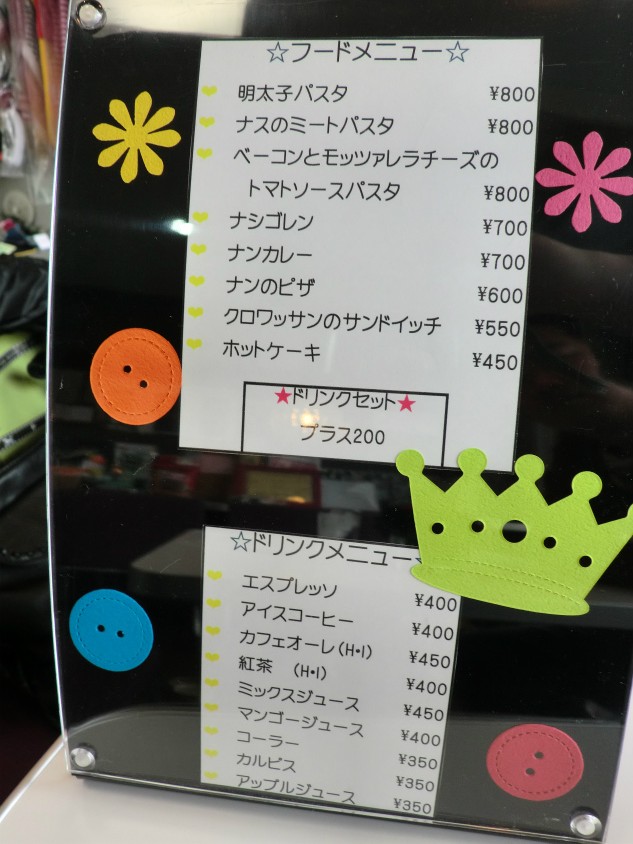 ☆フードメニュー☆
明太子パスタ ¥800
ナスのミートパスタ ¥800
ベーコンとモッツァレラチーズの
トマトソースパスタ ¥800
ナシゴレン ¥700
ナンカレー ¥700
ナンのピザ ¥600
クロワッサンのサンドイッチ ¥550
ホットケーキ ¥450
★ドリンクセット★
プラス200
☆ドリンクメニュー
エスプレッソ ¥400
アイスコーヒー ¥400
カフェオーレ(H・I) ¥450
紅茶 (H・I) ¥400
ミックスジュース ¥450
マンゴージュース ¥400
コーラー ¥350
カルピス ¥350
アップルジュース ¥350